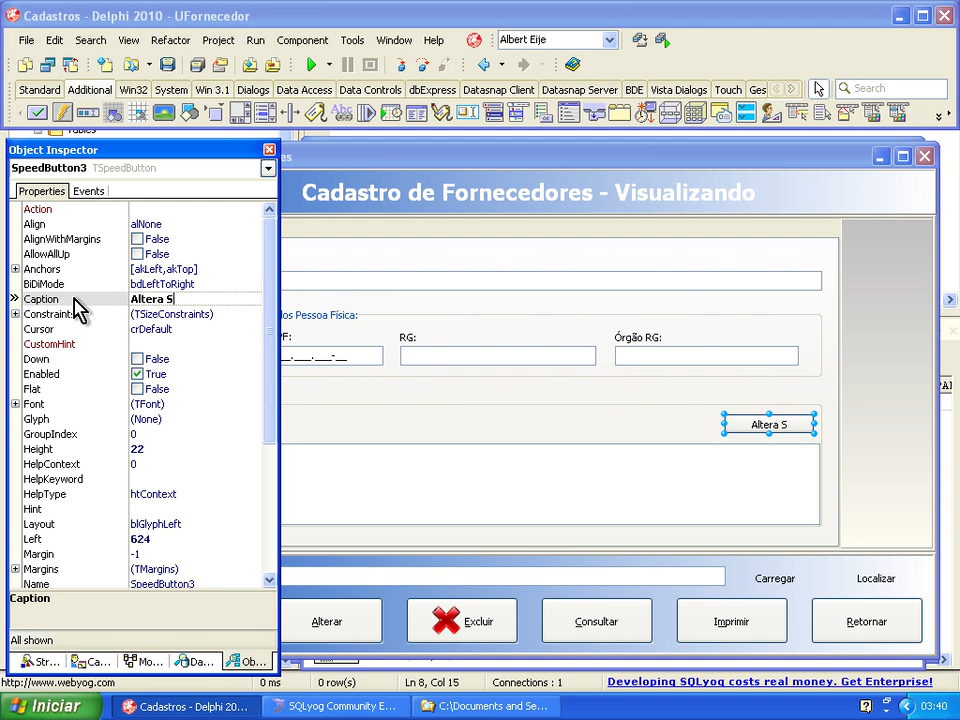 Cadastros - Delphi 2010 - UFornecedor
File Edit Search View Refactor Project Run Component Tools Window Help Albert Eije
Standard Additional Win32 System Win 3.1 Dialogs Data Access Data Controls dbExpress Datasnap Client Datasnap Server BDE Vista Dialogs Touch Ges Search
Object Inspector
SpeedButton3 TSpeedButton
Properties Events
Action
Align alNone
AlignWithMargins False
AllowAllUp False
Anchors [akLeft,akTop]
BiDiMode bdLeftToRight
Caption Altera S
Constraints (TSizeConstraints)
Cursor crDefault
CustomHint
Down False
Enabled True
Flat False
Font (TFont)
Glyph (None)
GroupIndex 0
Height 22
HelpContext 0
HelpKeyword
HelpType htContext
Hint
Layout blGlyphLeft
Left 624
Margin -1
Margins (TMargins)
Name SpeedButton3
Caption
All shown
Str... Ca... Mo... Da... Ob...
Cadastro de Fornecedores - Visualizando
dos Pessoa Física:
RG: Órgão RG:
Altera S
Carregar Localizar
Alterar Excluir Consultar Imprimir Retornar
http://www.webyog.com 0 ms 0 row(s) Ln 8, Col 15 Connections : 1 Developing SQLyog costs real money. Get Enterprise!
Iniciar Cadastros - Delphi 20... SQLyog Community E... C:\Documents and Se... 03:40